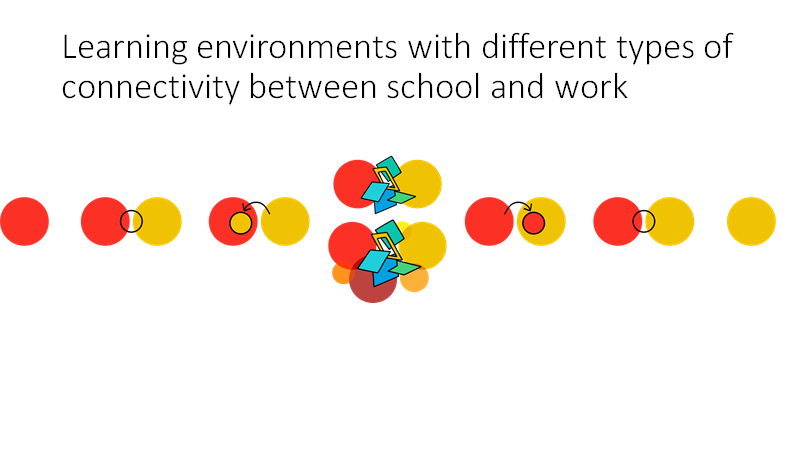 Learning environments with different types of
connectivity between school and work